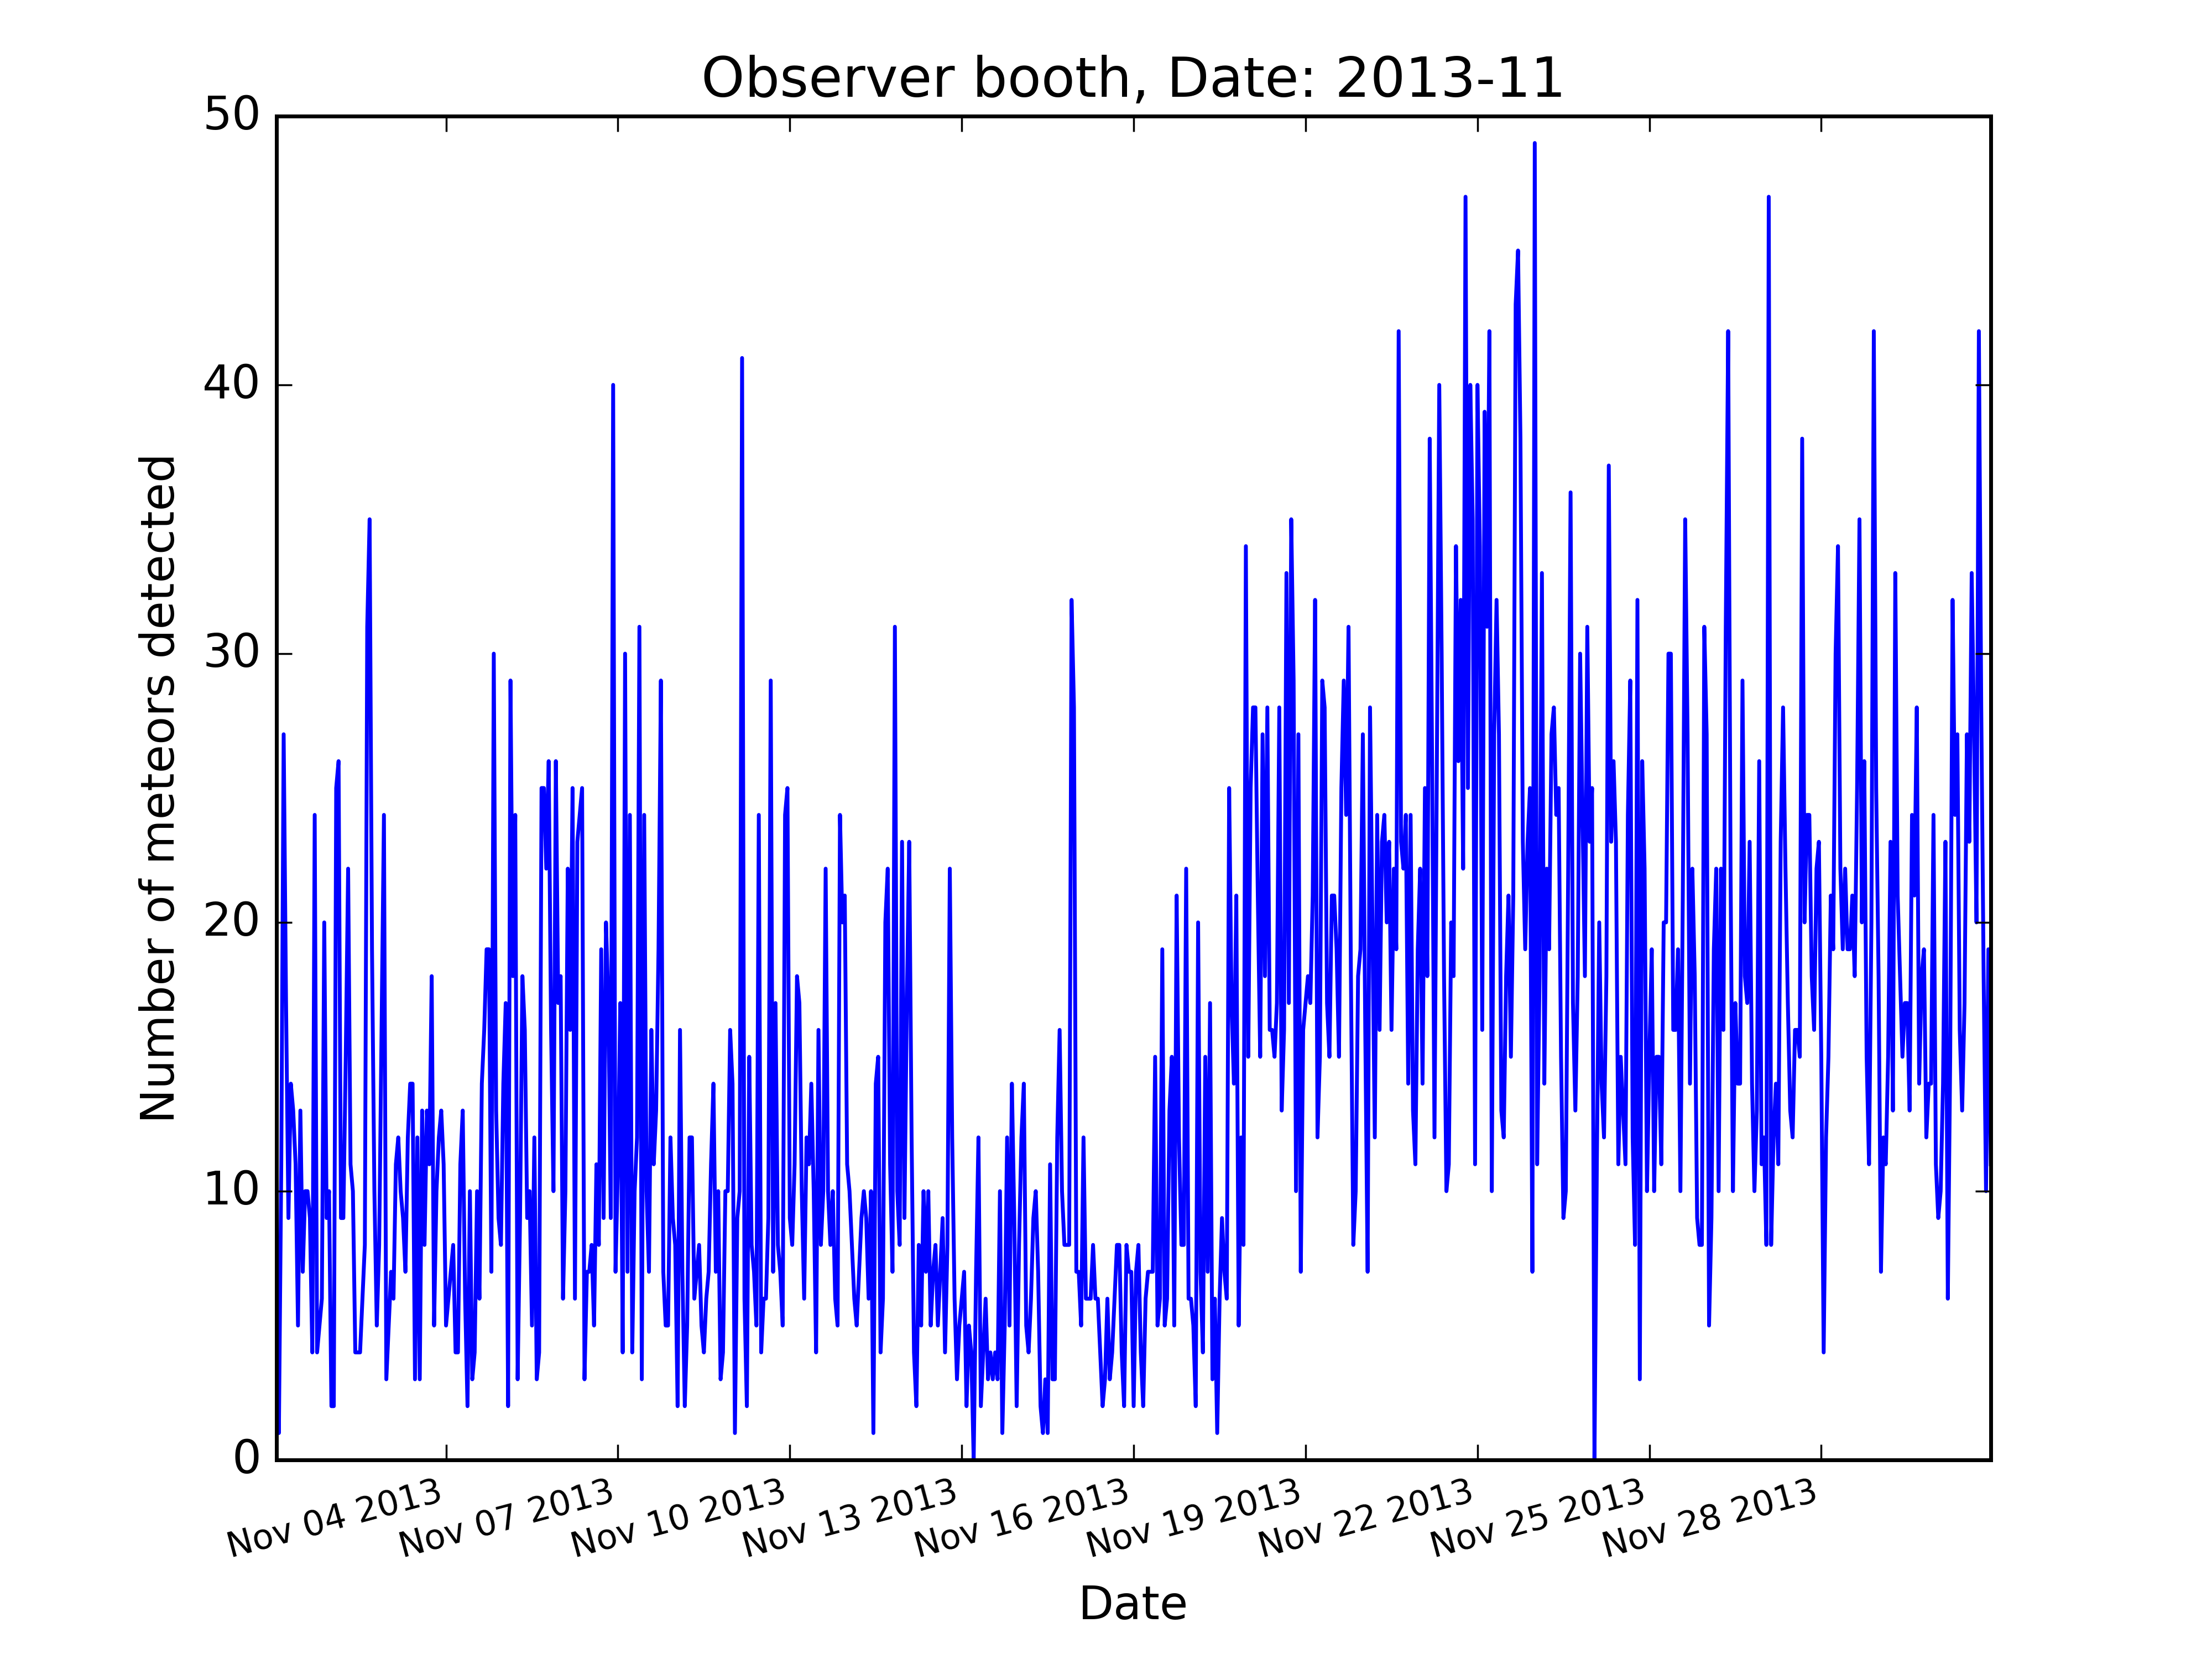 Observer booth, Date: 2013-11
Number of meteors detected
50
40
30
20
10
0
Nov 04 2013
Nov 07 2013
Nov 10 2013
Nov 13 2013
Nov 16 2013
Nov 19 2013
Nov 22 2013
Nov 25 2013
Nov 28 2013
Date